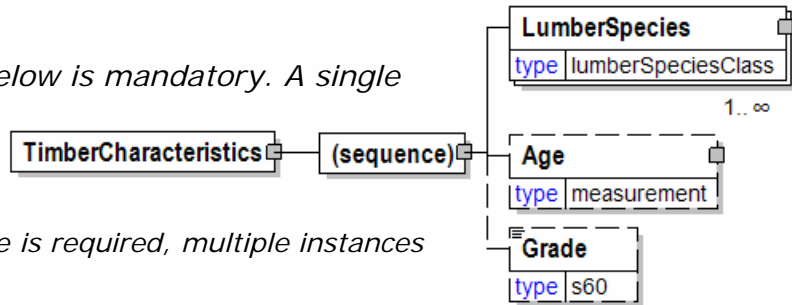 LumberSpecies
type lumberSpeciesClass
1.. ∞
elow is mandatory. A single
TimberCharacteristics
(sequence)
Age
type measurement
e is required, multiple instances
Grade
type s60